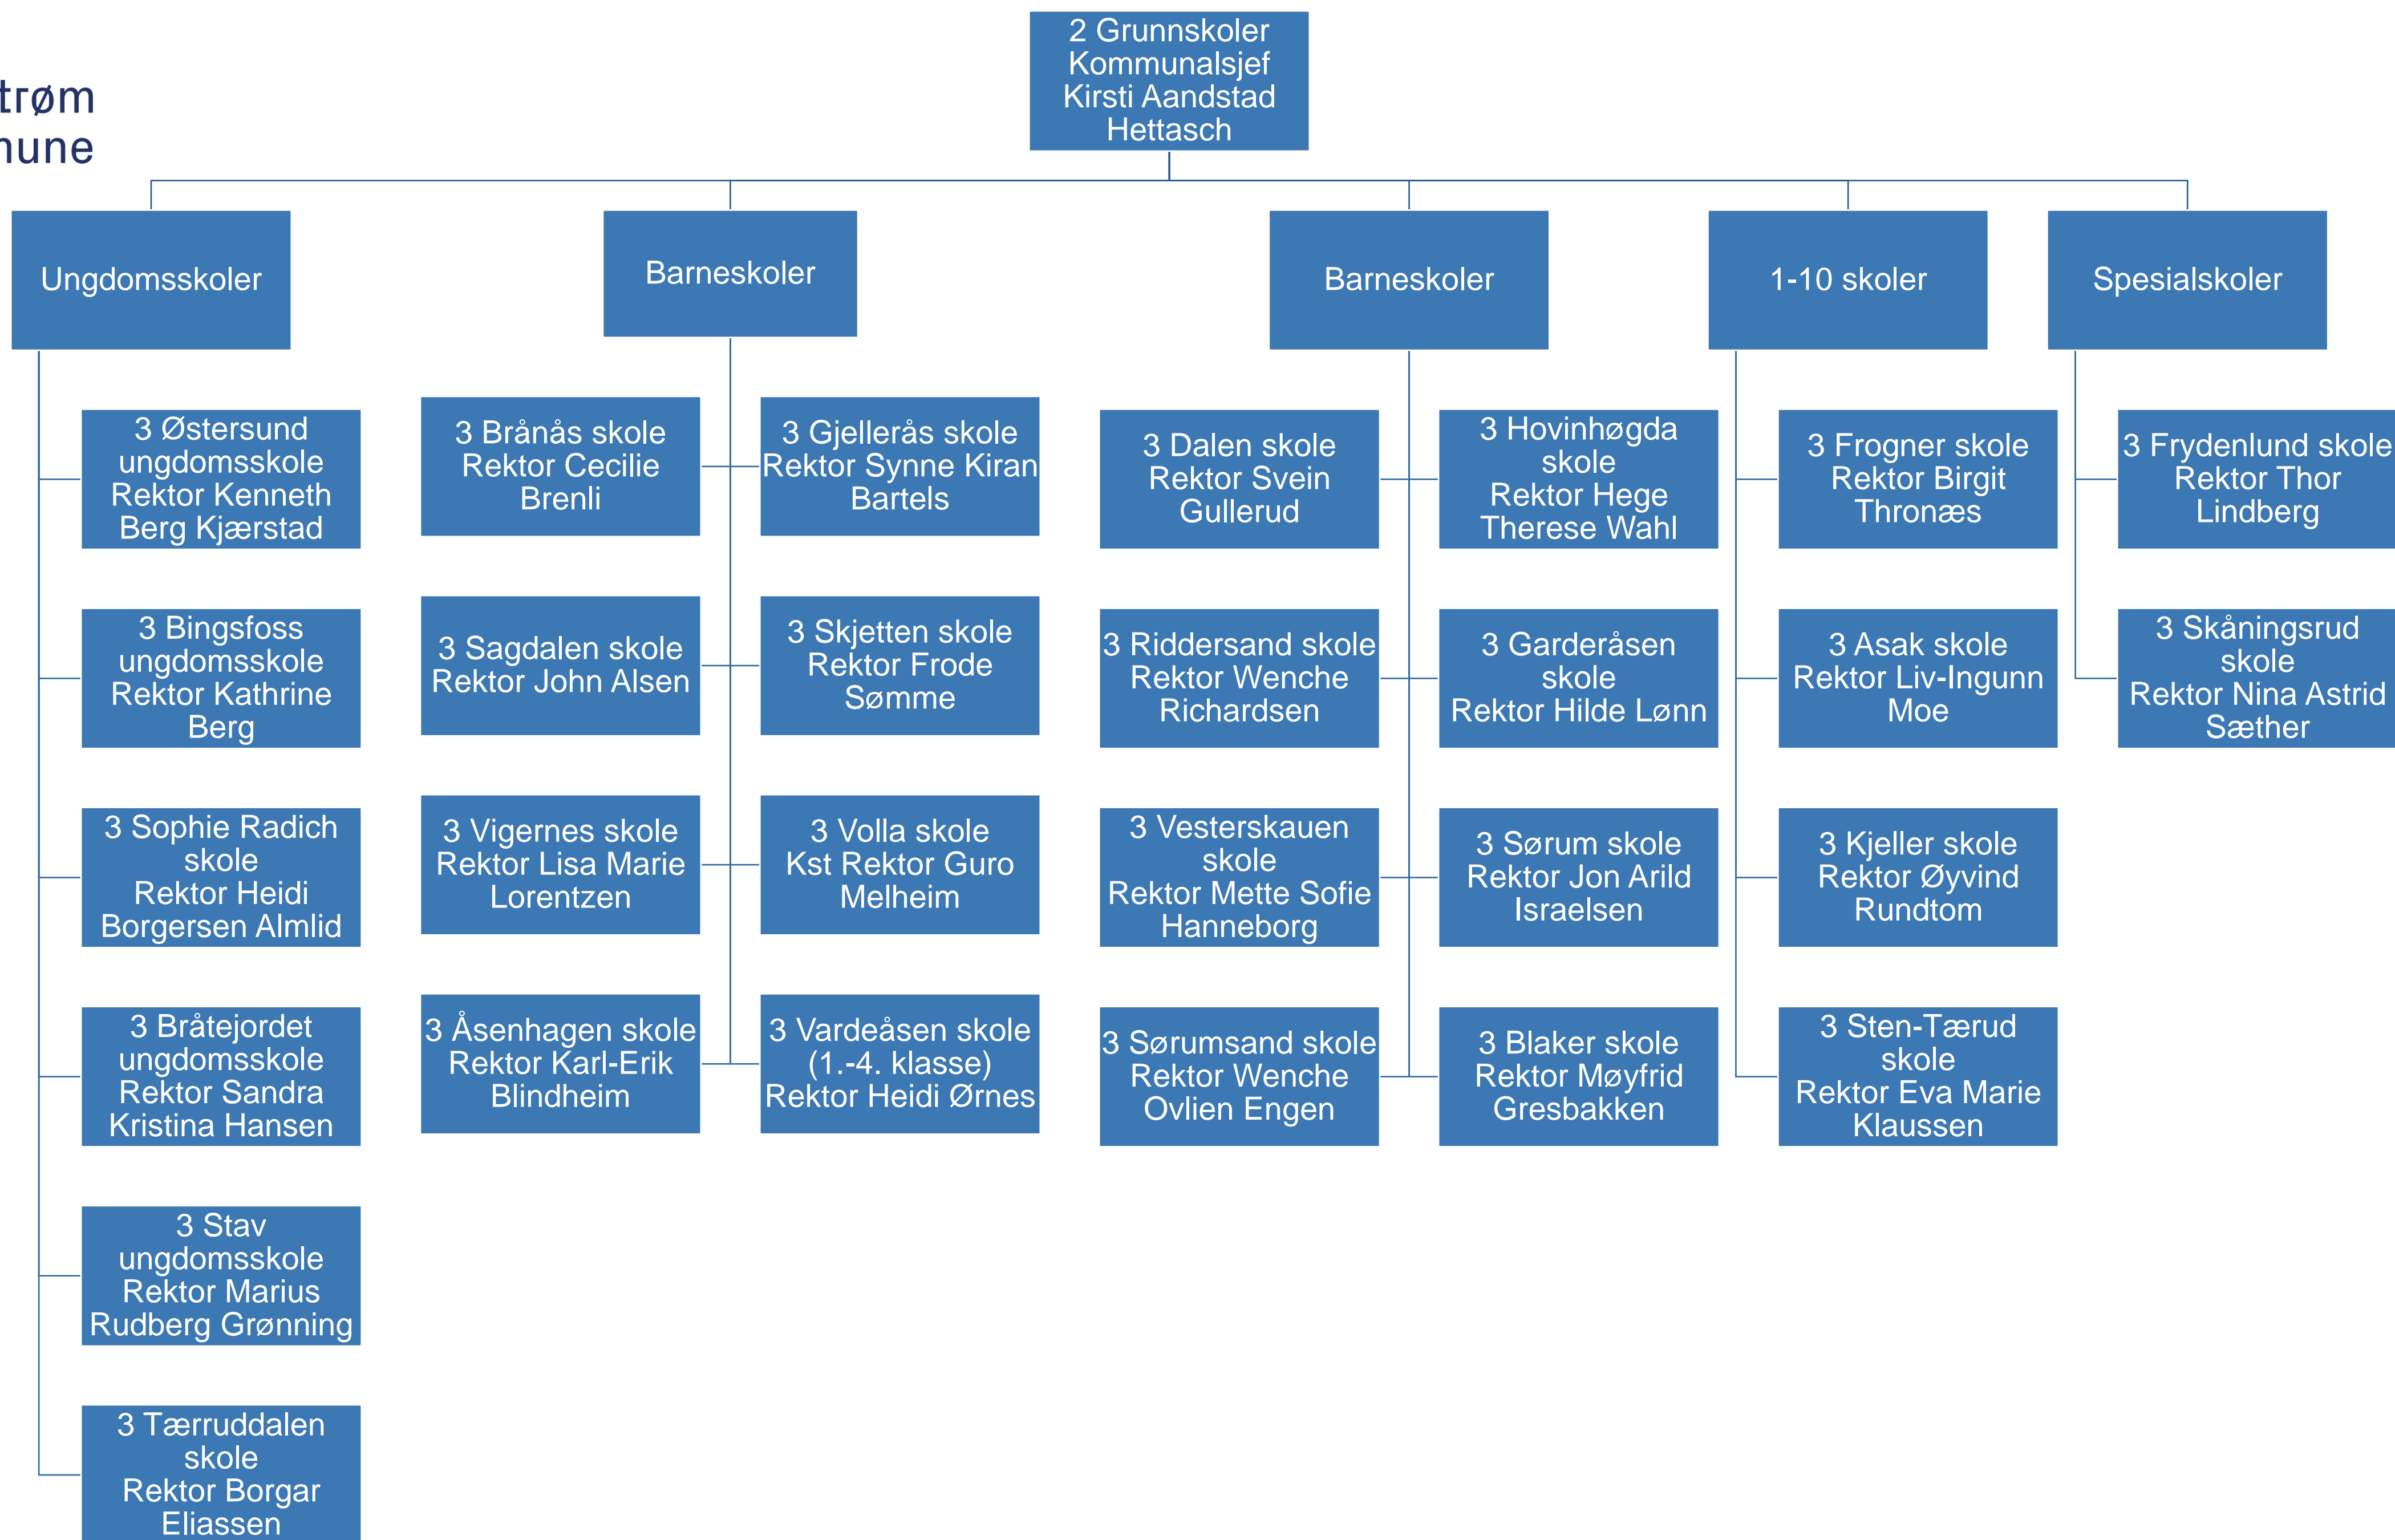 trøm
mune
2 Grunnskoler
Kommunalsjef
Kirsti Aandstad
Hettasch
Ungdomsskoler
Barneskoler
Barneskoler
1-10 skoler
Spesialskoler
3 Østersund
ungdomsskole
Rektor Kenneth
Berg Kjærstad
3 Brånås skole
Rektor Cecilie
Brenli
3 Gjellerås skole
Rektor Synne Kiran
Bartels
3 Dalen skole
Rektor Svein
Gullerud
3 Hovinhøgda
skole
Rektor Hege
Therese Wahl
3 Frogner skole
Rektor Birgit
Thronæs
3 Frydenlund skole
Rektor Thor
Lindberg
3 Bingsfoss
ungdomsskole
Rektor Kathrine
Berg
3 Sagdalen skole
Rektor John Alsen
3 Skjetten skole
Rektor Frode
Sømme
3 Riddersand skole
Rektor Wenche
Richardsen
3 Garderåsen
skole
Rektor Hilde Lønn
3 Asak skole
Rektor Liv-Ingunn
Moe
3 Skåningsrud
skole
Rektor Nina Astrid
Sæther
3 Sophie Radich
skole
Rektor Heidi
Borgersen Almlid
3 Vigernes skole
Rektor Lisa Marie
Lorentzen
3 Volla skole
Kst Rektor Guro
Melheim
3 Vesterskauen
skole
Rektor Mette Sofie
Hanneborg
3 Sørum skole
Rektor Jon Arild
Israelsen
3 Kjeller skole
Rektor Øyvind
Rundtom
3 Bråtejordet
ungdomsskole
Rektor Sandra
Kristina Hansen
3 Åsenhagen skole
Rektor Karl-Erik
Blindheim
3 Vardeåsen skole
(1.-4. klasse)
Rektor Heidi Ørnes
3 Sørumsand skole
Rektor Wenche
Ovlien Engen
3 Blaker skole
Rektor Møyfrid
Gresbakken
3 Sten-Tærud
skole
Rektor Eva Marie
Klaussen
3 Stav
ungdomsskole
Rektor Marius
Rudberg Grønning
3 Tærruddalen
skole
Rektor Borgar
Eliassen